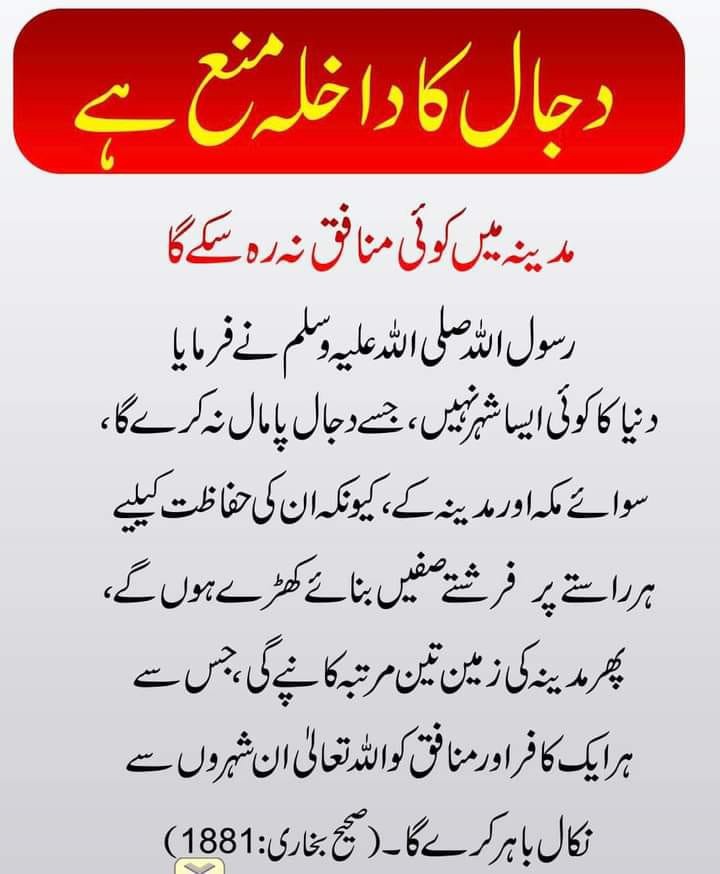 دجال کا داخلہ منع ہے
مدینہ میں کوئی منافق نہ رہ سکے گا
رسول اللہ صلی اللہ علیہ وسلم نے فرمایا
دنیا کا کوئی ایسا شہر نہیں، جسے دجال پامال نہ کرے گا،
سوائے مکہ اور مدینہ کے، کیونکہ ان کی حفاظت کیلیے
ہر راستے پر فرشتے صفیں بنائے کھڑے ہوں گے،
پھر مدینہ کی زمین تین مرتبہ کانپے گی، جس سے
ہر ایک کافر اور منافق کو اللہ تعالیٰ ان شہروں سے
نکال باہر کرے گا۔ (صحیح بخاری: 1881)